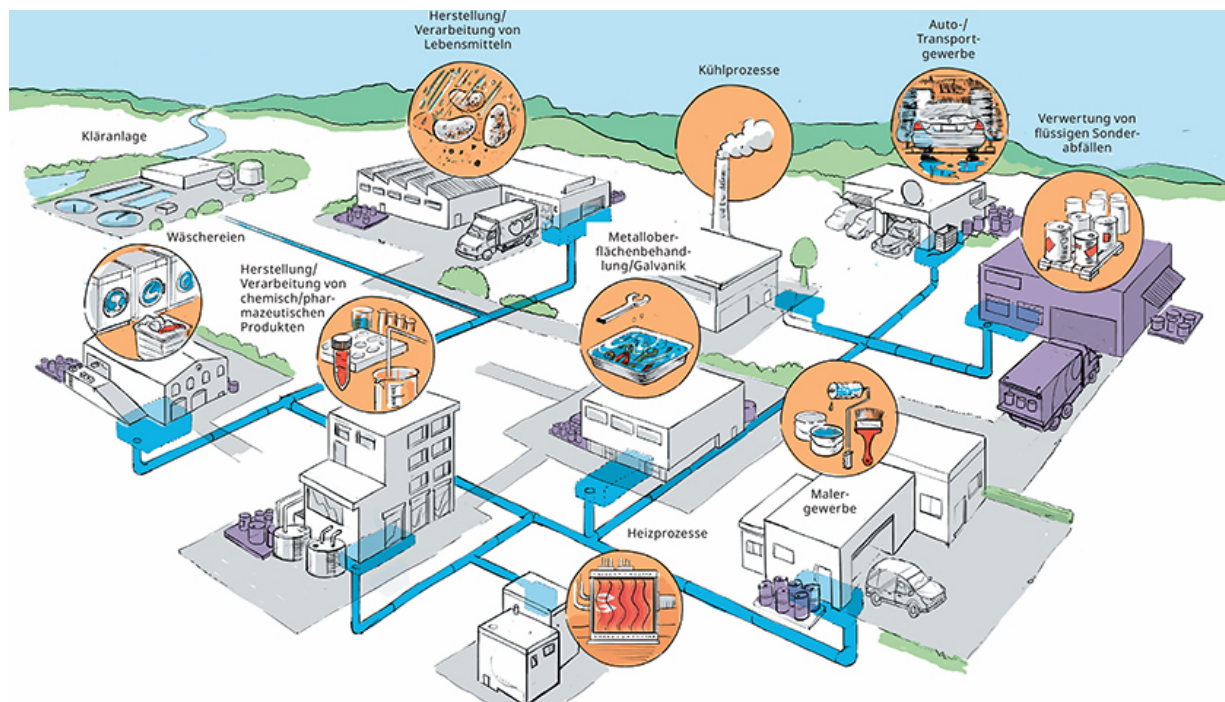 Herstellung/
Verarbeitung von
Lebensmitteln
Auto-/
Transport-
gewerbe
Kühlprozesse
Verwertung von
flüssigen Sonder-
abfällen
Kläranlage
Wäschereien
Herstellung/
Verarbeitung von
chemisch/phar-
mazeutischen
Produkten
Metallober-
flächenbehand-
lung/Galvanik
Maler-
gewerbe
Heizprozesse